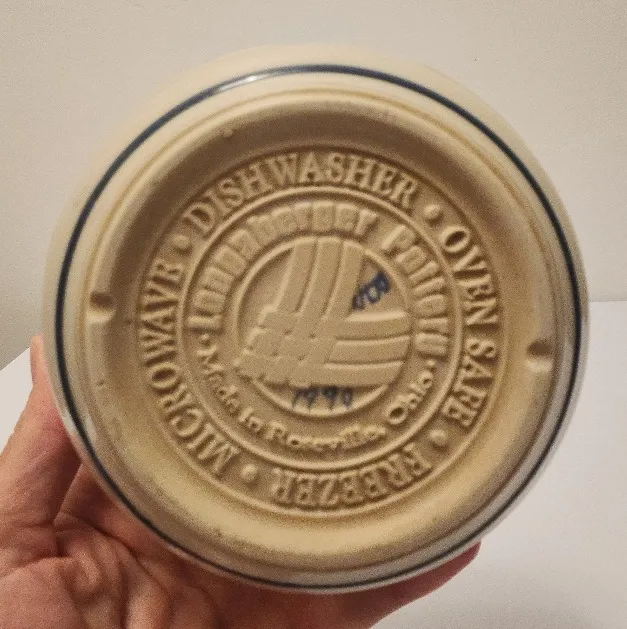 MICROWAVE • DISHWASHER • OVEN SAFE • FREEZER •
Longaberger Pottery
• Made in Roseville, Ohio •
1990